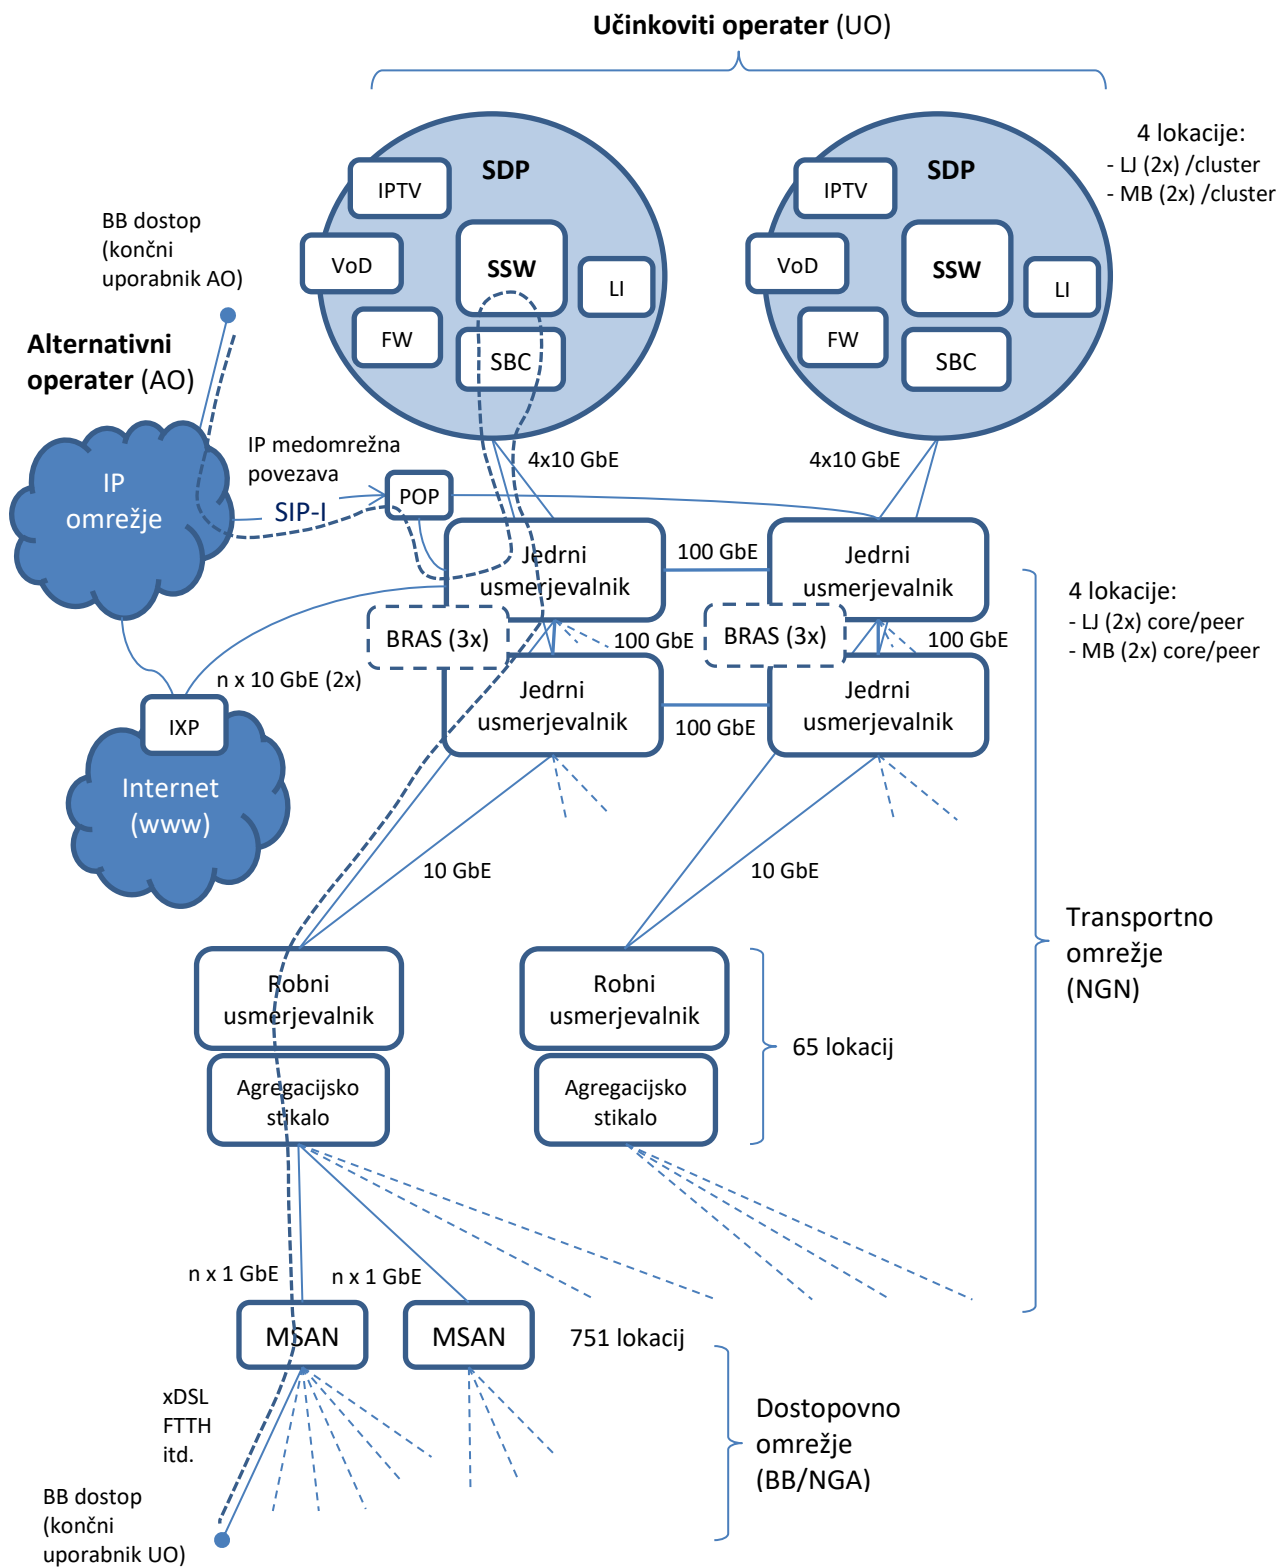 Učinkoviti operater (UO)
4 lokacije:
- LJ (2x) /cluster
- MB (2x) /cluster
SDP
IPTV
VoD
SSW
LI
FW
SBC
SDP
IPTV
VoD
SSW
LI
FW
SBC
BB dostop
(končni
uporabnik AO)
Alternativni
operater (AO)
IP
omrežje
IP medomrežna
povezava
SIP-I
POP
4x10 GbE
4x10 GbE
Jedrni
usmerjevalnik
100 GbE
Jedrni
usmerjevalnik
4 lokacije:
- LJ (2x) core/peer
- MB (2x) core/peer
BRAS (3x)
100 GbE
BRAS (3x)
100 GbE
n x 10 GbE (2x)
Jedrni
usmerjevalnik
100 GbE
Jedrni
usmerjevalnik
IXP
Internet
(www)
10 GbE
10 GbE
Transportno
omrežje
(NGN)
Robni
usmerjevalnik
Robni
usmerjevalnik
65 lokacij
Agregacijsko
stikalo
Agregacijsko
stikalo
n x 1 GbE
n x 1 GbE
MSAN
MSAN
751 lokacij
xDSL
FTTH
itd.
Dostopovno
omrežje
(BB/NGA)
BB dostop
(končni
uporabnik UO)